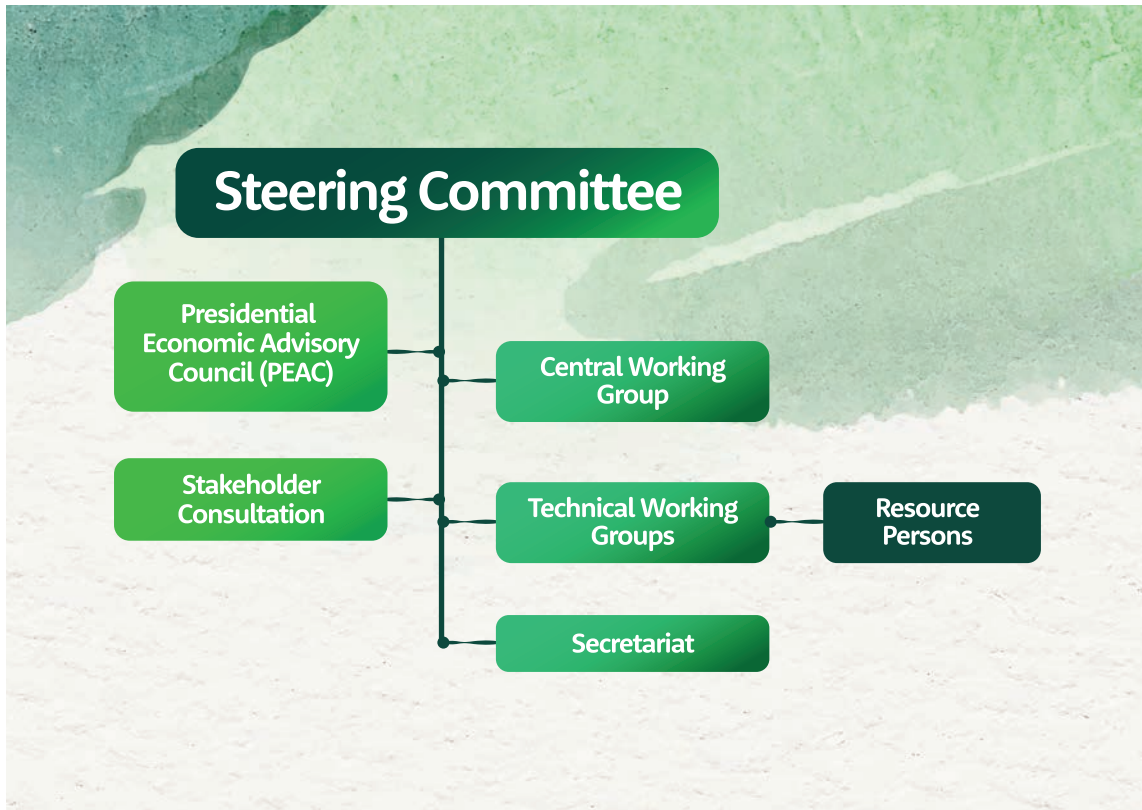 Steering Committee
Presidential
Economic Advisory
Council (PEAC)
Central Working
Group
Stakeholder
Consultation
Technical Working
Groups
Resource
Persons
Secretariat